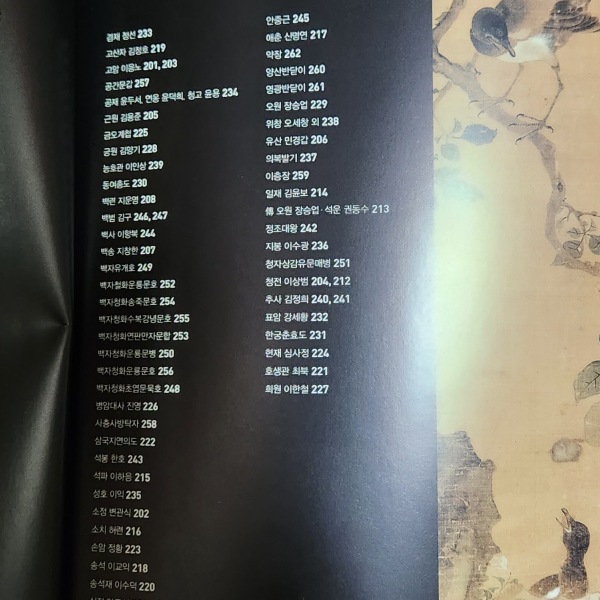 겸재 정선 233
고산자 김정호 219
고암 이응노 201, 203
공간문갑 257
공재 윤두서, 연옹 윤덕희, 청고 윤용 234
근원 김용준 205
금오계첩 225
긍원 김양기 228
능호관 이인상 239
동여총도 230
백련 지운영 208
백범 김구 246, 247
백사 이항복 244
백송 지창한 207
백자유개호 249
백자철화운룡문호 252
백자청화송죽문호 254
백자청화수복강녕문호 255
백자청화연판만자문합 253
백자청화운룡문병 250
백자청화운룡문호 256
백자청화초엽문묵호 248
병암대사 진영 226
사층사방탁자 258
삼국지연의도 222
석봉 한호 243
석파 이하응 215
성호 이익 235
소정 변관식 202
소치 허련 216
손암 정황 223
송석 이교익 218
송석재 이수덕 220
안중근 245
애춘 신명연 217
약장 262
양산반닫이 260
영광반닫이 261
오원 장승업 229
위창 오세창 외 238
유산 민경갑 206
의복발기 237
이층장 259
일재 김윤보 214
傳 오원 장승업 · 석운 권동수 213
정조대왕 242
지봉 이수광 236
청자상감유문매병 251
청전 이상범 204, 212
추사 김정희 240, 241
표암 강세황 232
한궁춘효도 231
현재 심사정 224
호생관 최북 221
희원 이한철 227